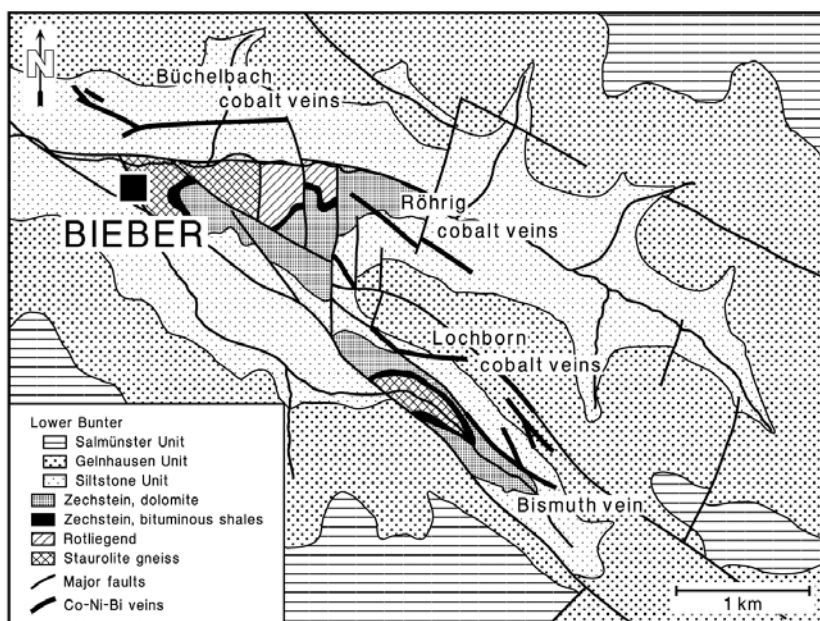 N
Büchelbach
cobalt veins
BIEBER
Röhrig
cobalt veins
Lochborn
cobalt veins
Bismuth vein
Lower Bunter
Salmünster Unit
Gelnhausen Unit
Siltstone Unit
Zechstein, dolomite
Zechstein, bituminous shales
Rotliegend
Staurolite gneiss
Major faults
Co-Ni-Bi veins
1 km